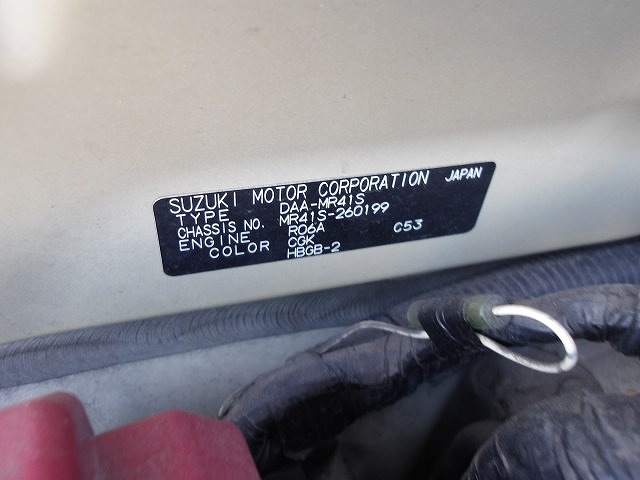 SUZUKI MOTOR CORPORATION JAPAN
TYPE DAA-MR41S
CHASSIS NO. MR41S-260199
ENGINE R06A C53
COLOR CGK
HBGB-2